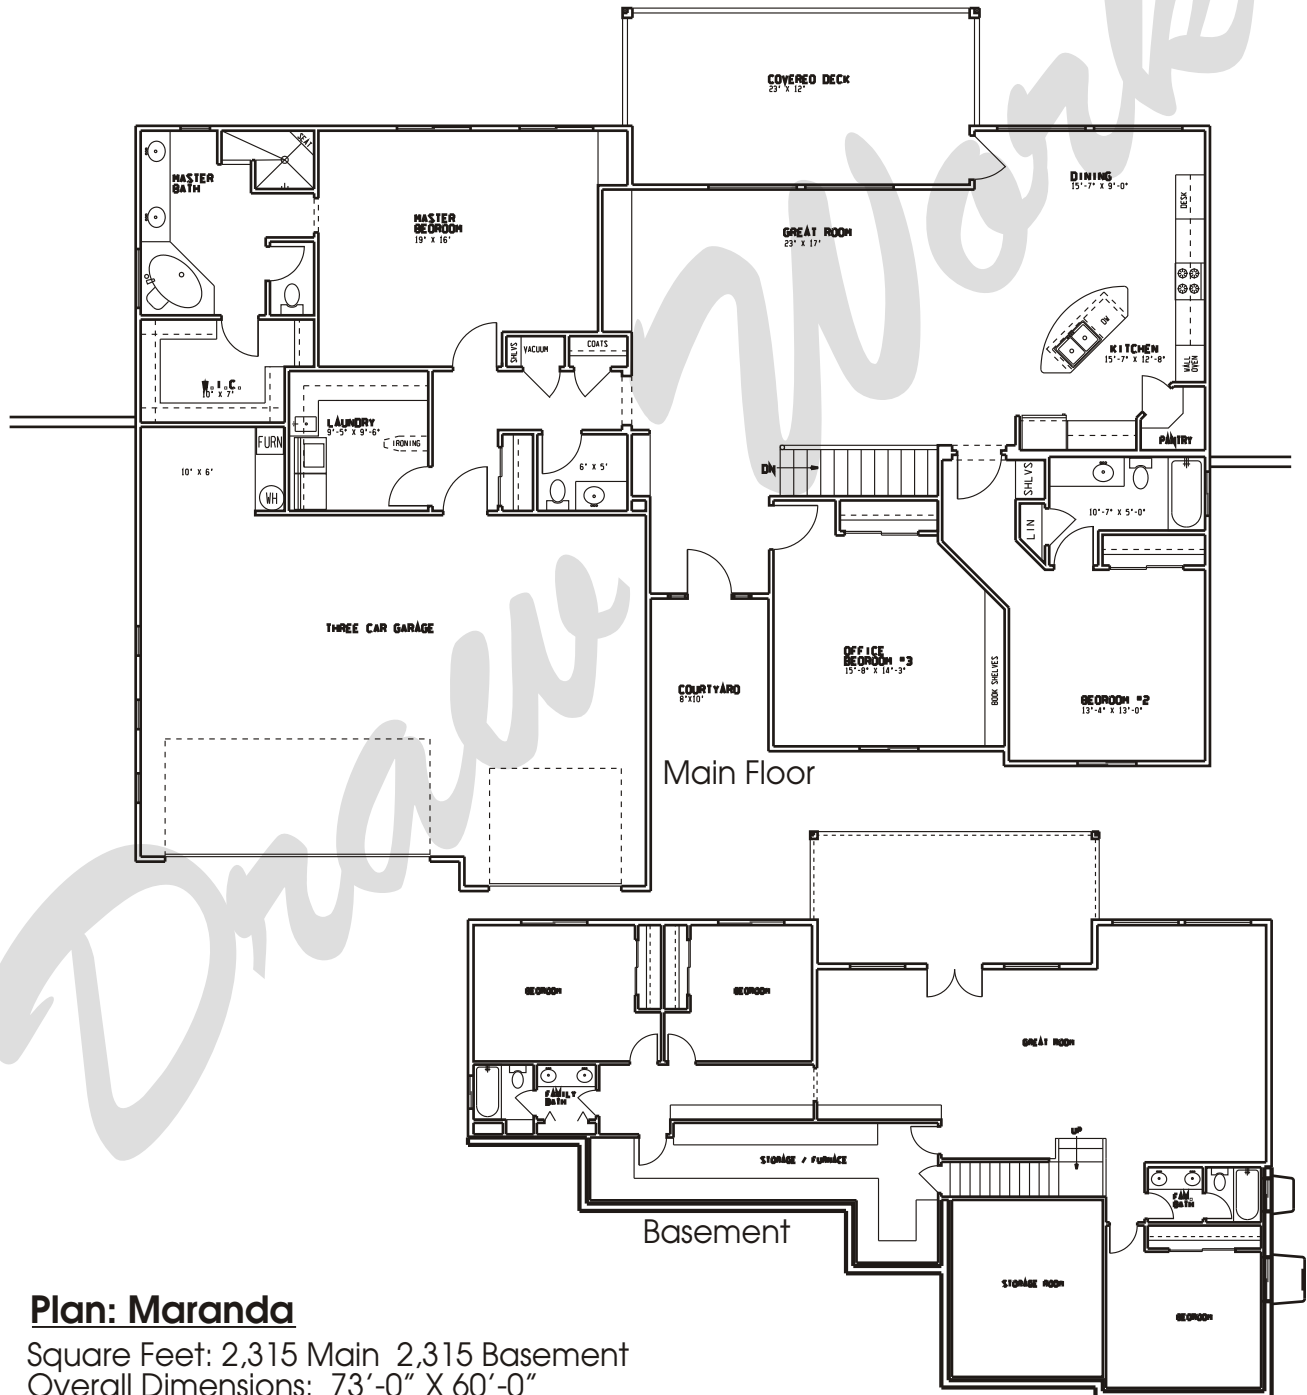 COVERED DECK
23' X 12'
SEAT
MASTER
BATH
DINING
15'-7" X 9'-0"
DESK
MASTER
BEDROOM
19' X 16'
GREAT ROOM
23' X 17'
DW
KITCHEN
15'-7" X 12'-8"
WALL
OVEN
SHLVS
VACUUM
COATS
W.I.C.
10' X 7'
LAUNDRY
9'-5" X 9'-6"
IRONING
FURN
10' X 6'
WH
6' X 5'
DN
PANTRY
SHLVS
LIN
10'-7" X 5'-0"
THREE CAR GARAGE
OFFICE
BEDROOM "3
15'-8" X 14'-3"
BOOK SHELVES
COURTYARD
8'X10'
BEDROOM "2
13'-4" X 13'-0"
Main Floor
BEDROOM
BEDROOM
GREAT ROOM
FAMILY
BATH
STORAGE / FURNACE
UP
FAM.
BATH
Basement
STORAGE ROOM
BEDROOM
Plan: Maranda
Square Feet: 2,315 Main 2,315 Basement
Overall Dimensions: 73'-0" X 60'-0"
Draw Work